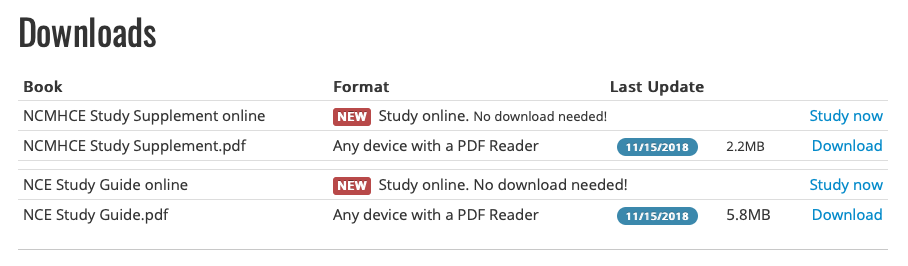 Downloads
Book Format Last Update
NCMHCE Study Supplement online NEW Study online. No download needed! Study now
NCMHCE Study Supplement.pdf Any device with a PDF Reader 11/15/2018 2.2MB Download
NCE Study Guide online NEW Study online. No download needed! Study now
NCE Study Guide.pdf Any device with a PDF Reader 11/15/2018 5.8MB Download